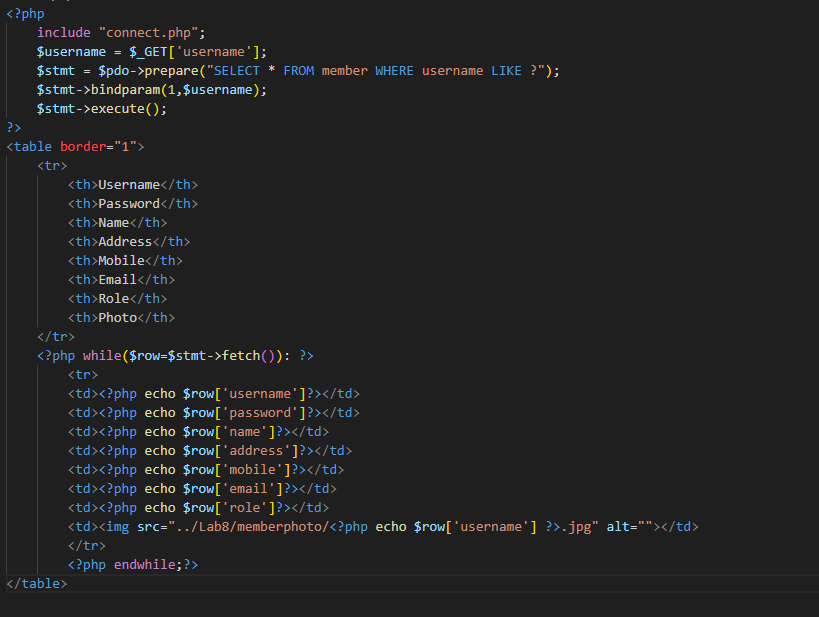 <?php
    include "connect.php";
    $username = $_GET['username'];
    $stmt = $pdo->prepare("SELECT * FROM member WHERE username LIKE ?");
    $stmt->bindparam(1,$username);
    $stmt->execute();
?>
<table border="1">
    <tr>
        <th>Username</th>
        <th>Password</th>
        <th>Name</th>
        <th>Address</th>
        <th>Mobile</th>
        <th>Email</th>
        <th>Role</th>
        <th>Photo</th>
    </tr>
    <?php while($row=$stmt->fetch()): ?>
        <tr>
        <td><?php echo $row['username']?></td>
        <td><?php echo $row['password']?></td>
        <td><?php echo $row['name']?></td>
        <td><?php echo $row['address']?></td>
        <td><?php echo $row['mobile']?></td>
        <td><?php echo $row['email']?></td>
        <td><?php echo $row['role']?></td>
        <td><img src="../Lab8/memberphoto/<?php echo $row['username'] ?>.jpg" alt=""></td>
        </tr>
        <?php endwhile;?>
</table>